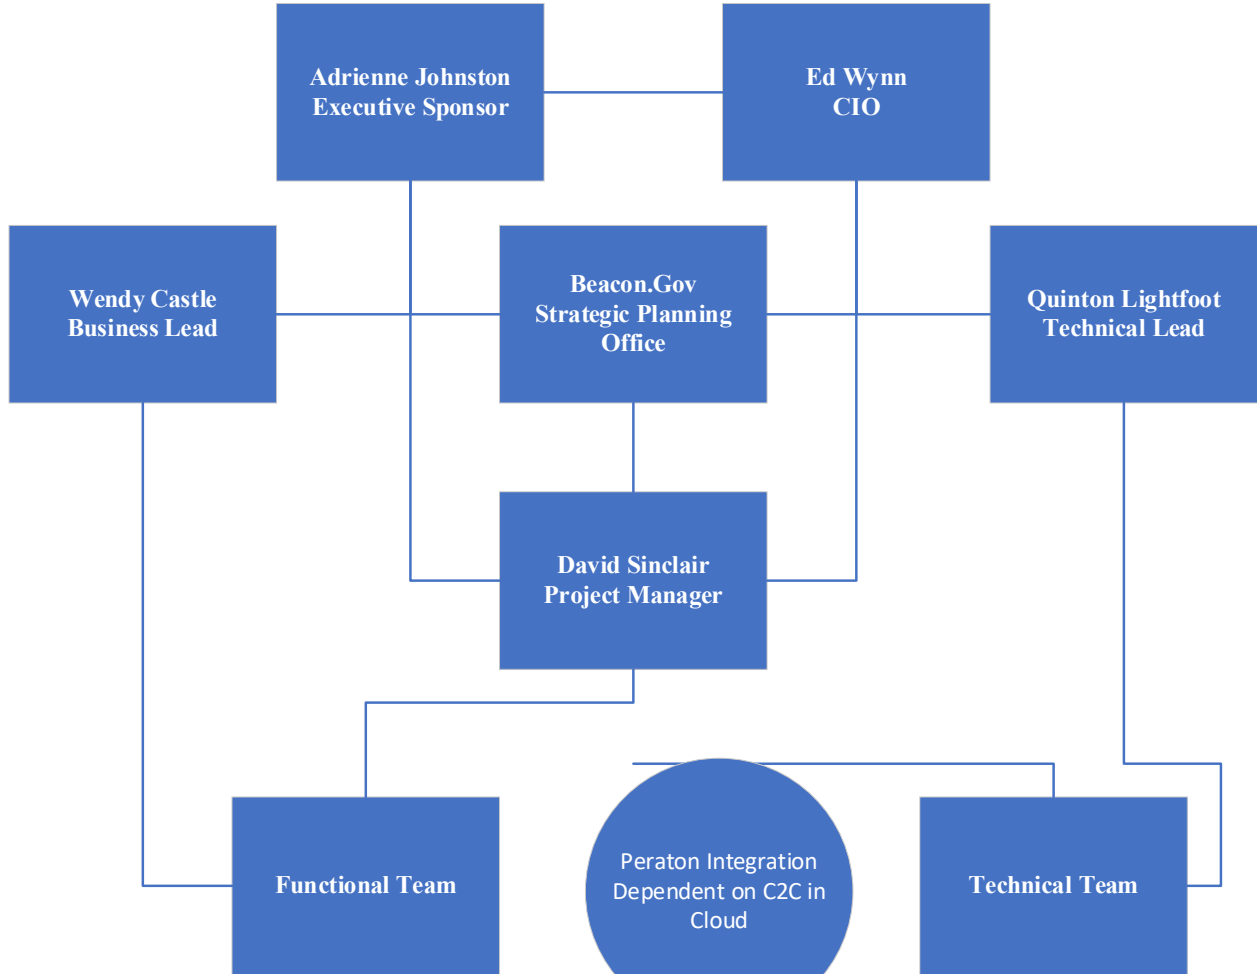 Adrienne Johnston
Executive Sponsor
Ed Wynn
CIO
Wendy Castle
Business Lead
Beacon.Gov
Strategic Planning
Office
Quinton Lightfoot
Technical Lead
David Sinclair
Project Manager
Functional Team
Peraton Integration
Dependent on C2C in
Cloud
Technical Team